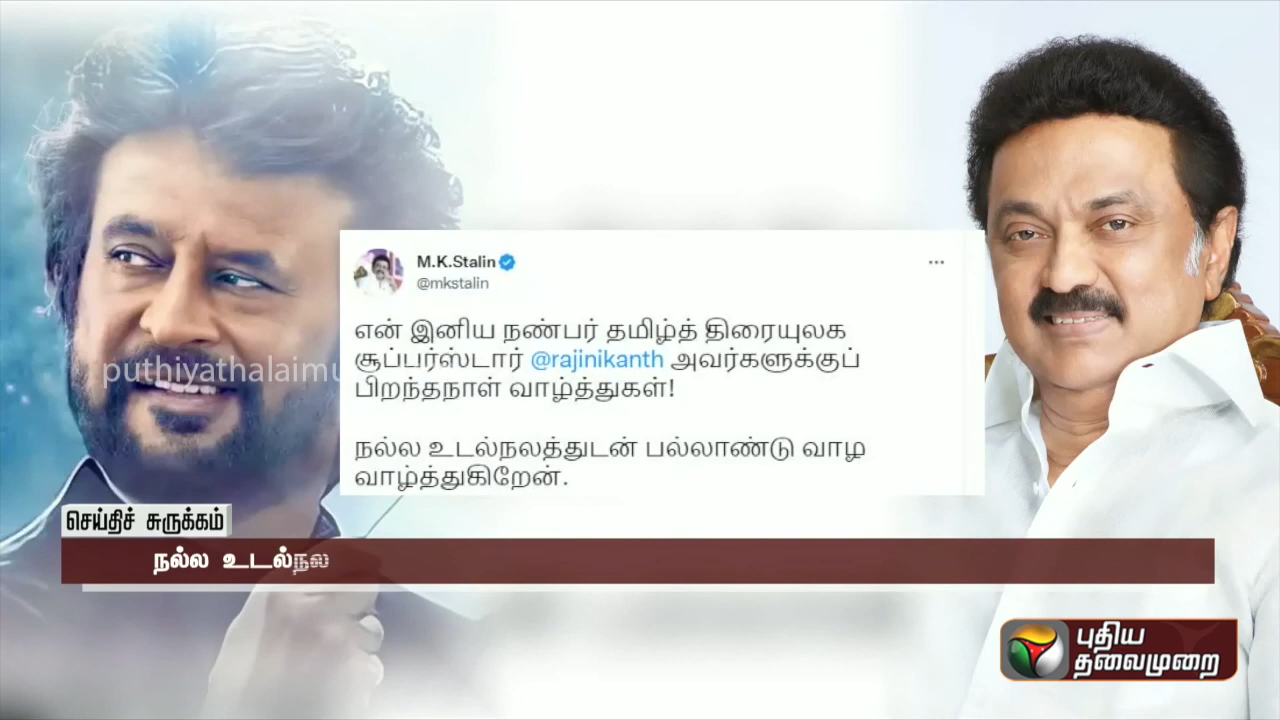 M.K.Stalin
@mkstalin
என் இனிய நண்பர் தமிழ்த் திரையுலக
சூப்பர்ஸ்டார் @rajinikanth அவர்களுக்குப்
பிறந்தநாள் வாழ்த்துகள்!
நல்ல உடல்நலத்துடன் பல்லாண்டு வாழ
வாழ்த்துகிறேன்.
puthiyathalaimu
செய்திச் சுருக்கம்
நல்ல உடல்நல
புதிய
தலைமுறை